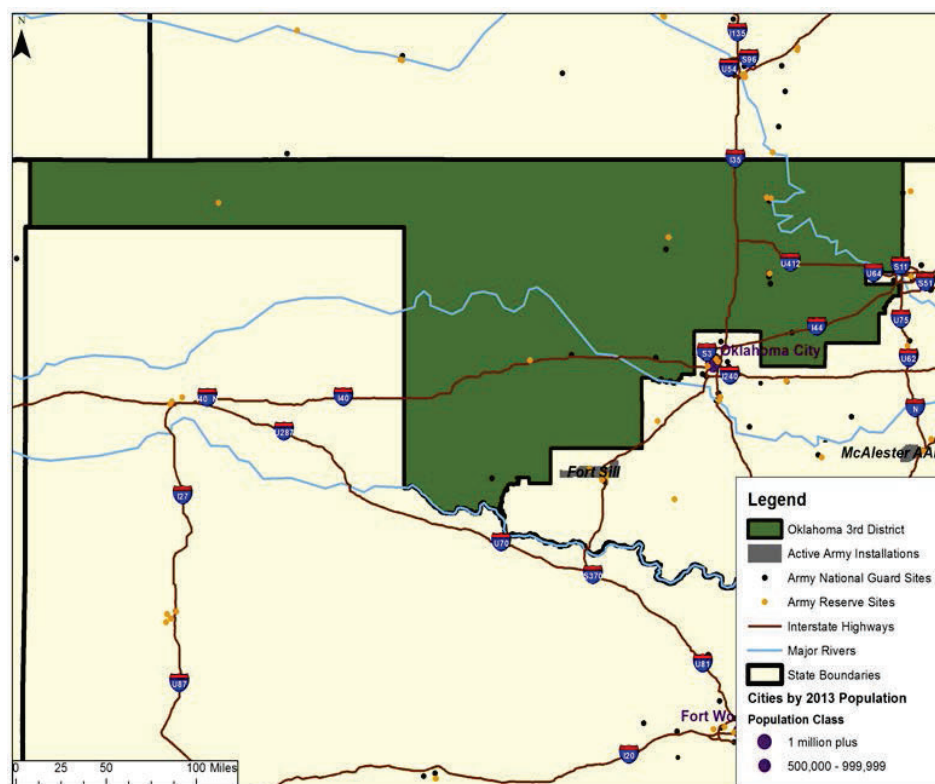 N
I135
S96
U54
I35
U412
U64
S11
S51
U75
I44
S3
Oklahoma City
I240
U62
40
I40
U287
N
McAlester AA
Fort Sill
I27
U70
S370
U81
U87
Fort Wo
I20
0 25 50 100 Miles
Legend
Oklahoma 3rd District
Active Army Installations
Army National Guard Sites
Army Reserve Sites
Interstate Highways
Major Rivers
State Boundaries
Cities by 2013 Population
Population Class
1 million plus
500,000 - 999,999